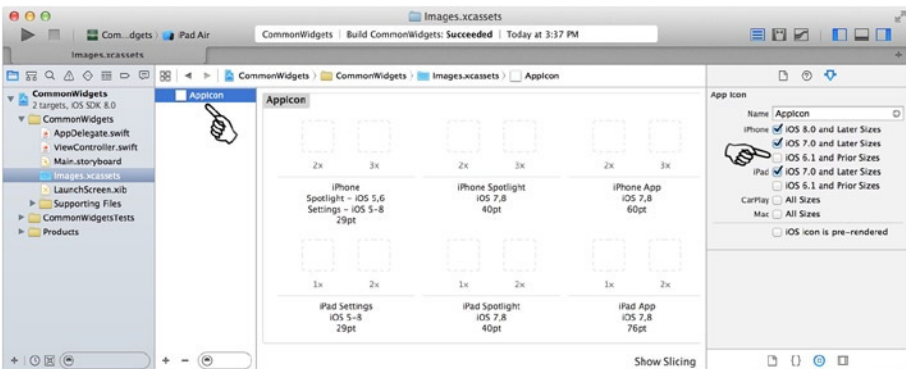 Images.xcassets
Com...dgets
iPad Air
CommonWidgets | Build CommonWidgets: Succeeded | Today at 3:37 PM
Images.xcassets
CommonWidgets
CommonWidgets
Images.xcassets
AppIcon
CommonWidgets
2 targets, iOS SDK 8.0
CommonWidgets
AppDelegate.swift
ViewController.swift
Main.storyboard
Images.xcassets
LaunchScreen.xib
Supporting Files
CommonWidgetsTests
Products
AppIcon
AppIcon
2x 3x
2x 3x
2x 3x
iPhone
Spotlight - iOS 5,6
Settings - iOS 5-8
29pt
iPhone Spotlight
iOS 7,8
40pt
iPhone App
iOS 7,8
60pt
1x 2x
1x 2x
1x 2x
iPad Settings
iOS 5-8
29pt
iPad Spotlight
iOS 7,8
40pt
iPad App
iOS 7,8
76pt
Show Slicing
App Icon
Name AppIcon
iPhone iOS 8.0 and Later Sizes
iOS 7.0 and Later Sizes
iOS 6.1 and Prior Sizes
iPad iOS 7.0 and Later Sizes
iOS 6.1 and Prior Sizes
CarPlay All Sizes
Mac All Sizes
iOS icon is pre-rendered